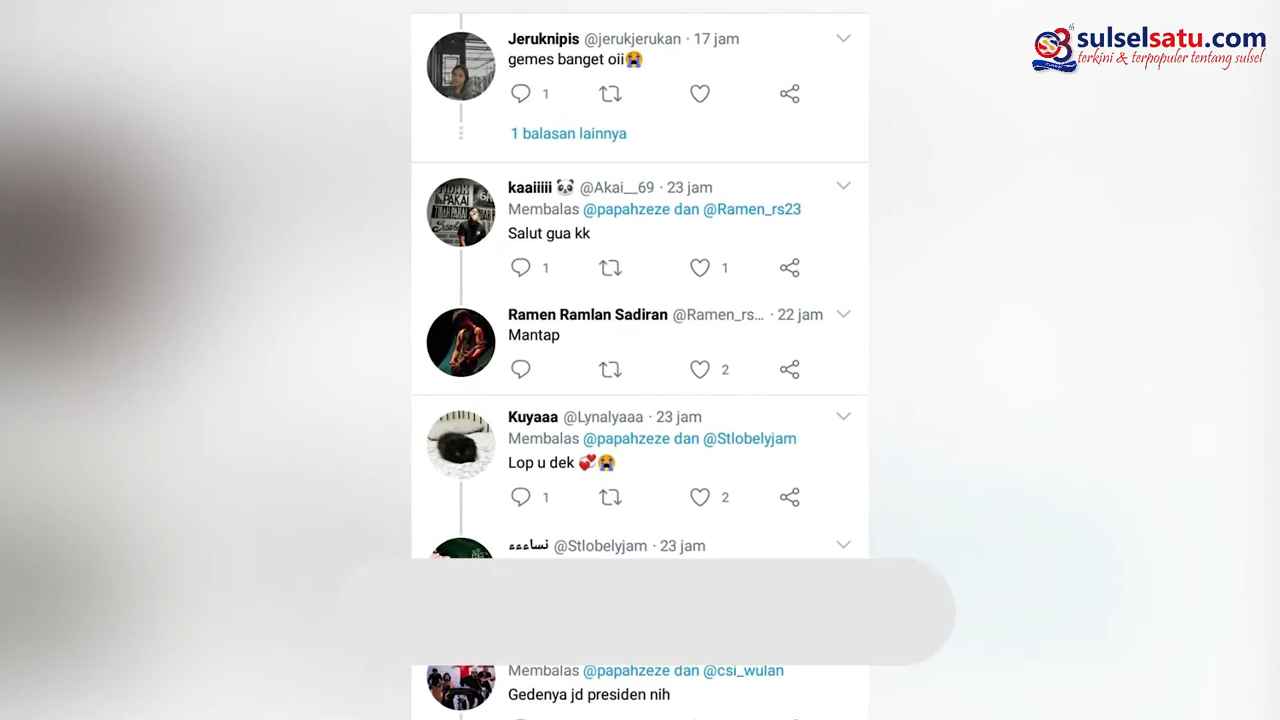 Jeruknipis @jerukjerukan · 17 jam
gemes banget oii😭
1
1 balasan lainnya
kaaiiiii 🐼 @Akai__69 · 23 jam
Membalas @papahzeze dan @Ramen_rs23
Salut gua kk
1 1
Ramen Ramlan Sadiran @Ramen_rs... · 22 jam
Mantap
2
Kuyaaa @Lynalyaaa · 23 jam
Membalas @papahzeze dan @Stlobelyjam
Lop u dek 💞😭
1 2
نساءءء @Stlobelyjam · 23 jam
Membalas @papahzeze dan @csi_wulan
Gedenya jd presiden nih
sulselsatu.com
terkini & terpopuler tentang sulsel